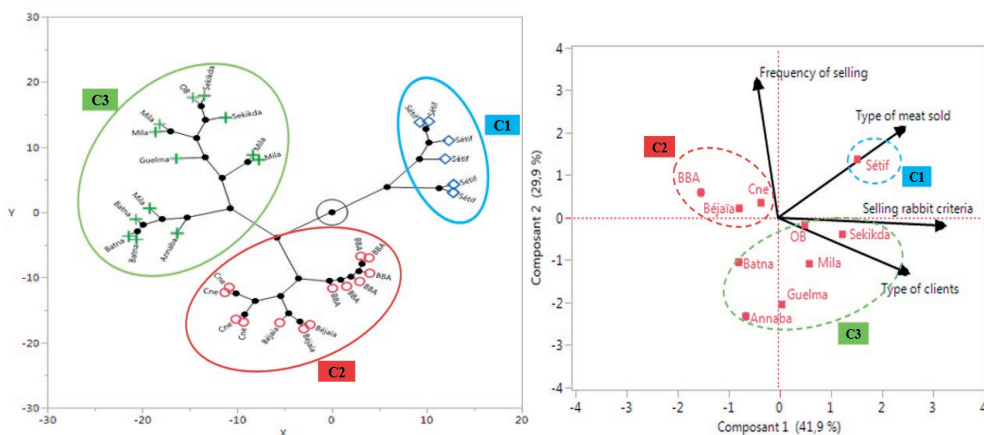 30
20
10
Y
0
-10
-20
-30
-30
-20
-10
0
10
20
30
X
C3
OB
Sekikda
Mila
Mila
Sekikda
Guelma
Mila
Mila
Mila
Batna
Batna
Batna
Annaba
C1
Sétif
Sétif
Sétif
Sétif
Sétif
Sétif
C2
Cne
Cne
Cne
Cne
Béjaïa
Béjaïa
Béjaïa
BBA
BBA
BBA
BBA
BBA
BBA
BBA
4
3
2
1
0
-1
-2
-3
-4
Composant 2 (29,9 %)
-4
-3
-2
-1
0
1
2
3
4
Composant 1 (41,9 %)
Frequency of selling
Type of meat sold
Sétif
C1
C2
BBA
Cne
Béjaïa
Selling rabbit criteria
OB
Sekikda
Batna
Mila
Type of clients
Guelma
Annaba
C3